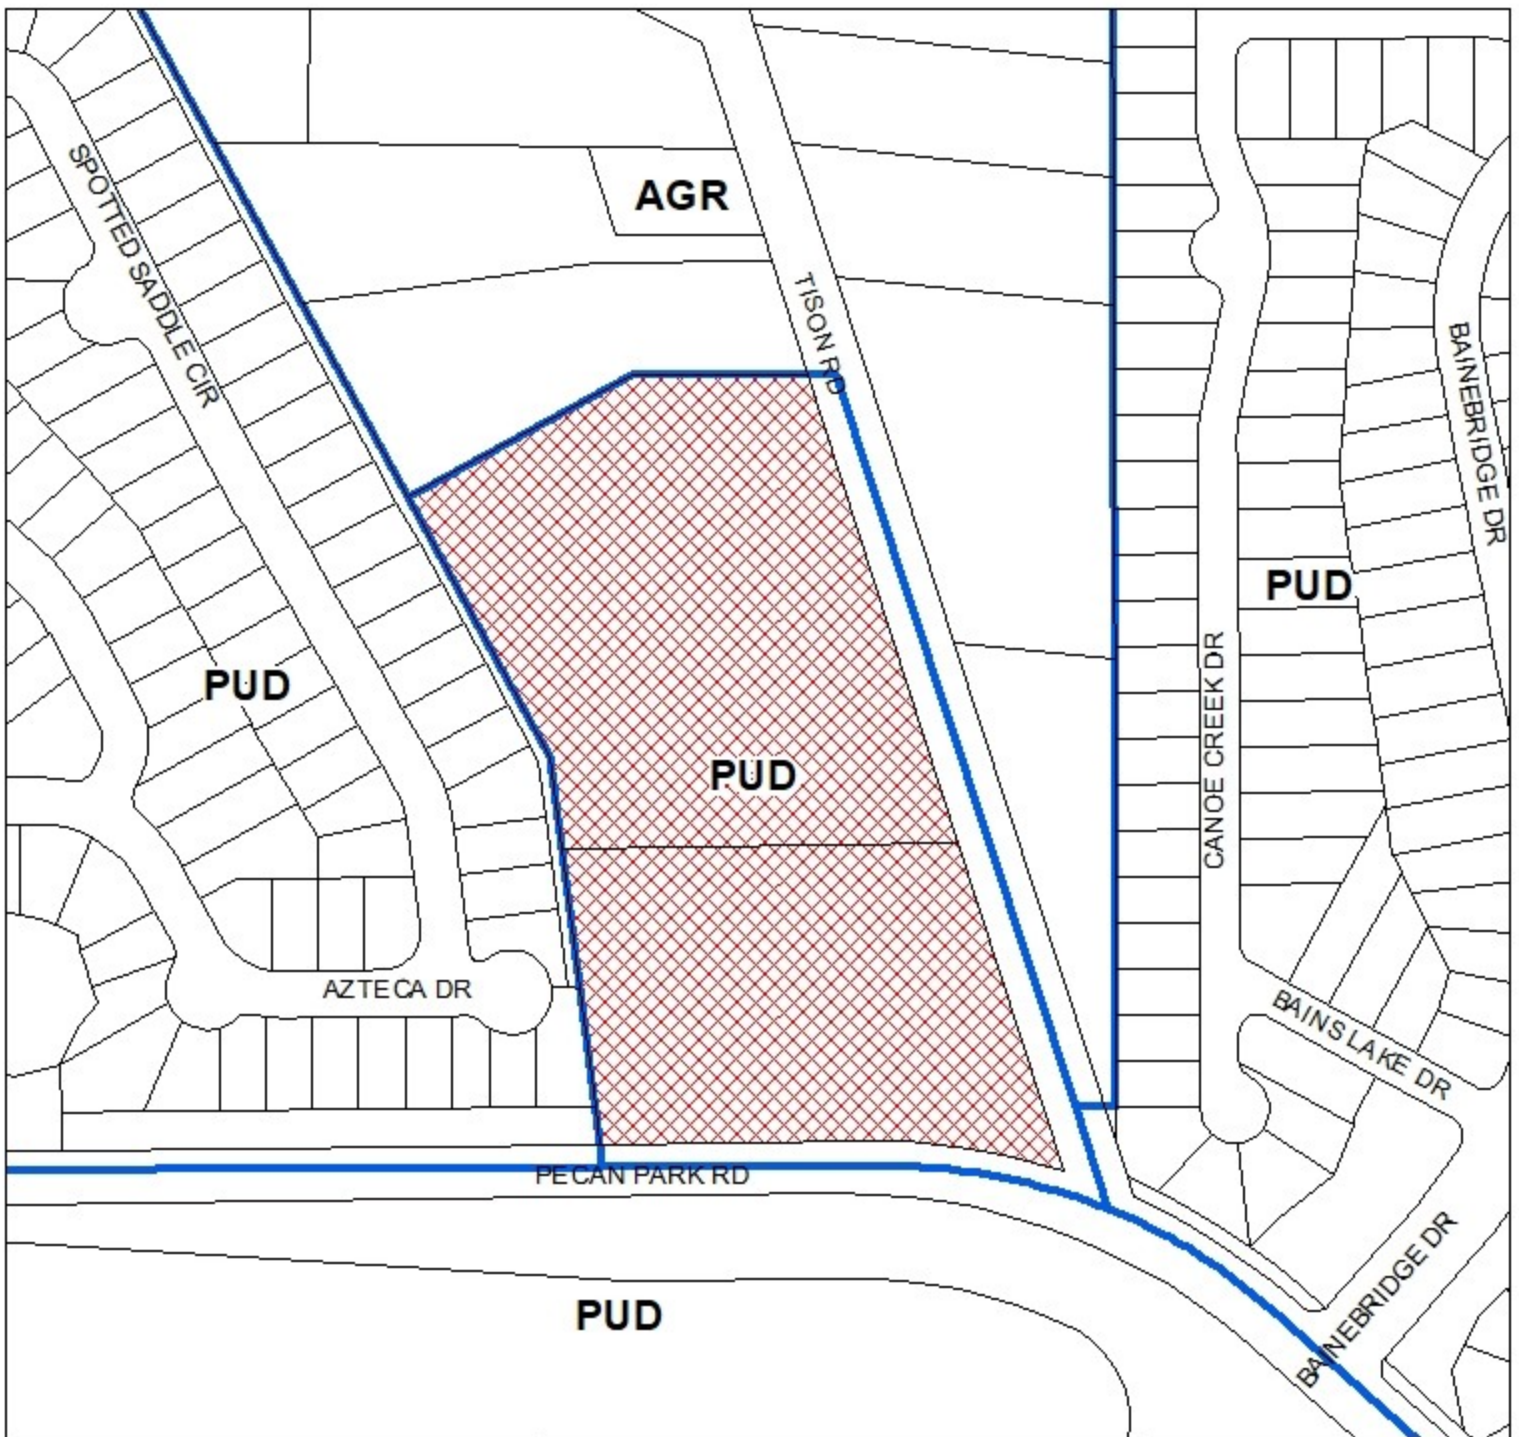 SPOTTED SADDLE CIR
AGR
TISON RD
BAINEBRIDGE DR
PUD
PUD
CANOE CREEK DR
PUD
AZTECA DR
BAINS LAKE DR
PECAN PARK RD
BAINEBRIDGE DR
PUD